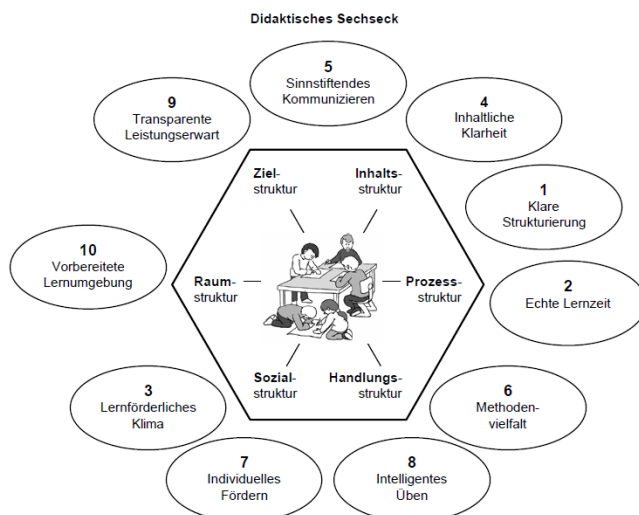 Didaktisches Sechseck
5
Sinnstiftendes
Kommunizieren
9
Transparente
Leistungserwart
4
Inhaltliche
Klarheit
Ziel-
struktur
Inhalts-
struktur
1
Klare
Strukturierung
10
Vorbereitete
Lernumgebung
Raum-
struktur
Prozess-
struktur
2
Echte Lernzeit
Sozial-
struktur
Handlungs-
struktur
3
Lernförderliches
Klima
6
Methoden-
vielfalt
7
Individuelles
Fördern
8
Intelligentes
Üben